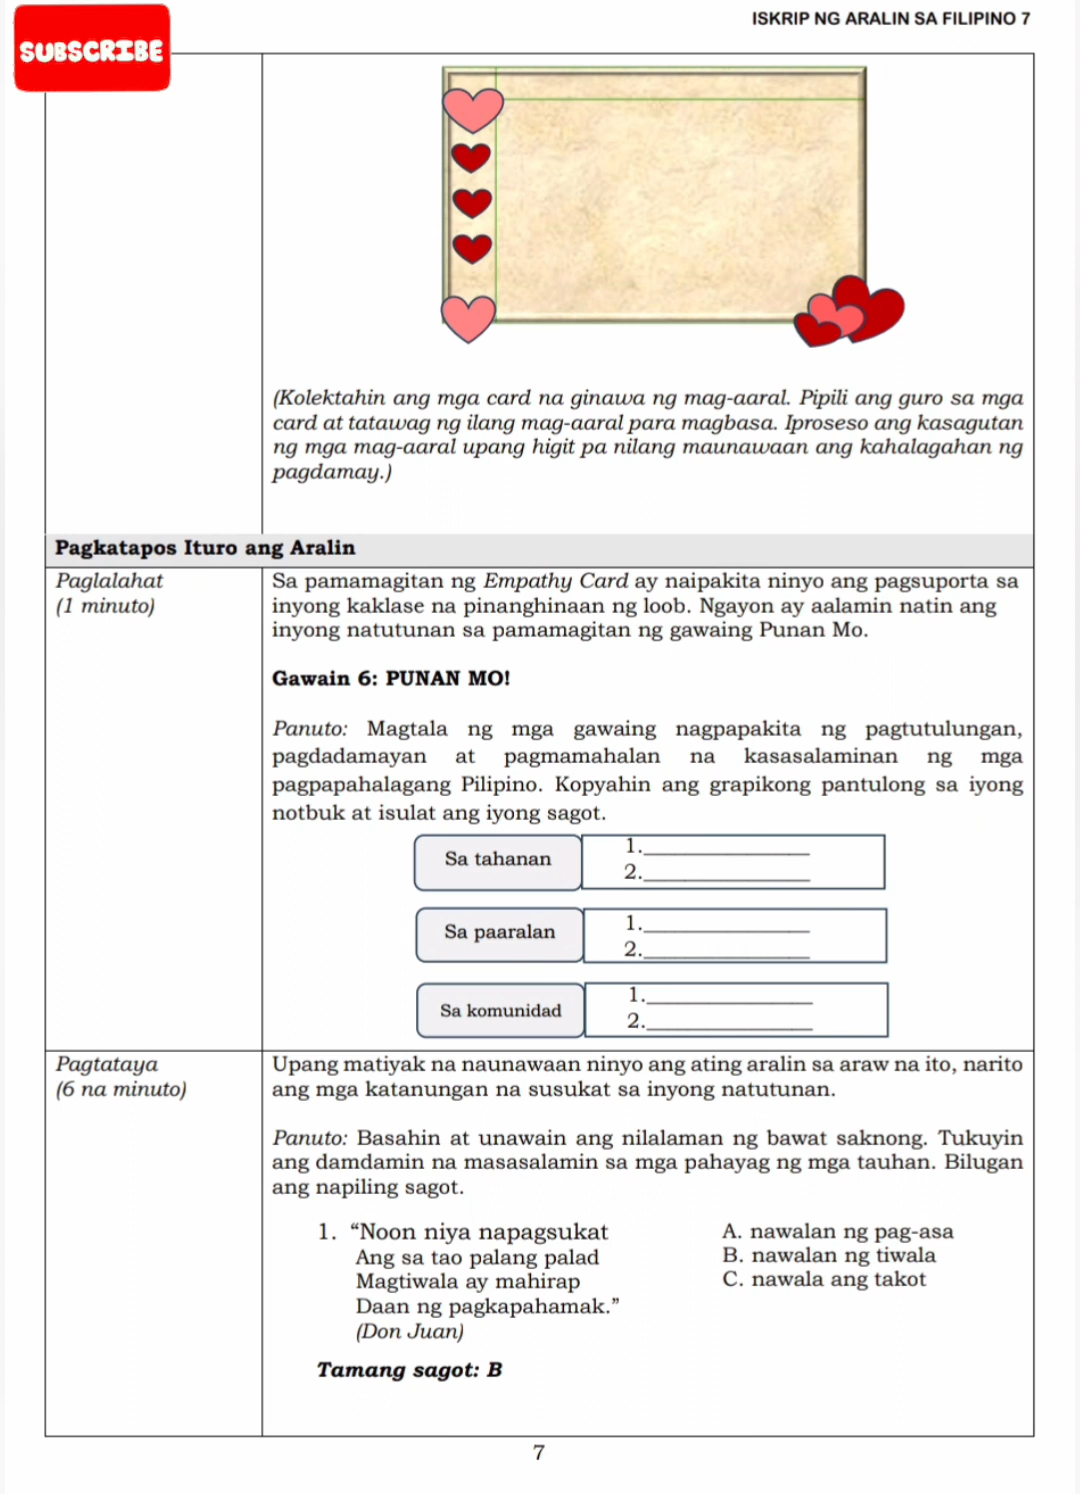 ISKRIP NG ARALIN SA FILIPINO 7
SUBSCRIBE
(Kolektahin ang mga card na ginawa ng mag-aaral. Pipili ang guro sa mga
card at tatawag ng ilang mag-aaral para magbasa. Iproseso ang kasagutan
ng mga mag-aaral upang higit pa nilang maunawaan ang kahalagahan ng
pagdamay.)
Pagkatapos Ituro ang Aralin
Paglalahat
(1 minuto)
Sa pamamagitan ng Empathy Card ay naipakita ninyo ang pagsuporta sa
inyong kaklase na pinanghinaan ng loob. Ngayon ay aalamin natin ang
inyong natutunan sa pamamagitan ng gawaing Punan Mo.
Gawain 6: PUNAN MO!
Panuto: Magtala ng mga gawaing nagpapakita ng pagtutulungan,
pagdadamayan at pagmamahalan na kasasalaminan ng mga
pagpapahalagang Pilipino. Kopyahin ang grapikong pantulong sa iyong
notbuk at isulat ang iyong sagot.
Sa tahanan
1.________________
2.________________
Sa paaralan
1.________________
2.________________
Sa komunidad
1.________________
2.________________
Pagtataya
(6 na minuto)
Upang matiyak na naunawaan ninyo ang ating aralin sa araw na ito, narito
ang mga katanungan na susukat sa inyong natutunan.
Panuto: Basahin at unawain ang nilalaman ng bawat saknong. Tukuyin
ang damdamin na masasalamin sa mga pahayag ng mga tauhan. Bilugan
ang napiling sagot.
1. “Noon niya napagsukat
Ang sa tao palang palad
Magtiwala ay mahirap
Daan ng pagkapahamak.”
(Don Juan)
A. nawalan ng pag-asa
B. nawalan ng tiwala
C. nawala ang takot
Tamang sagot: B
7